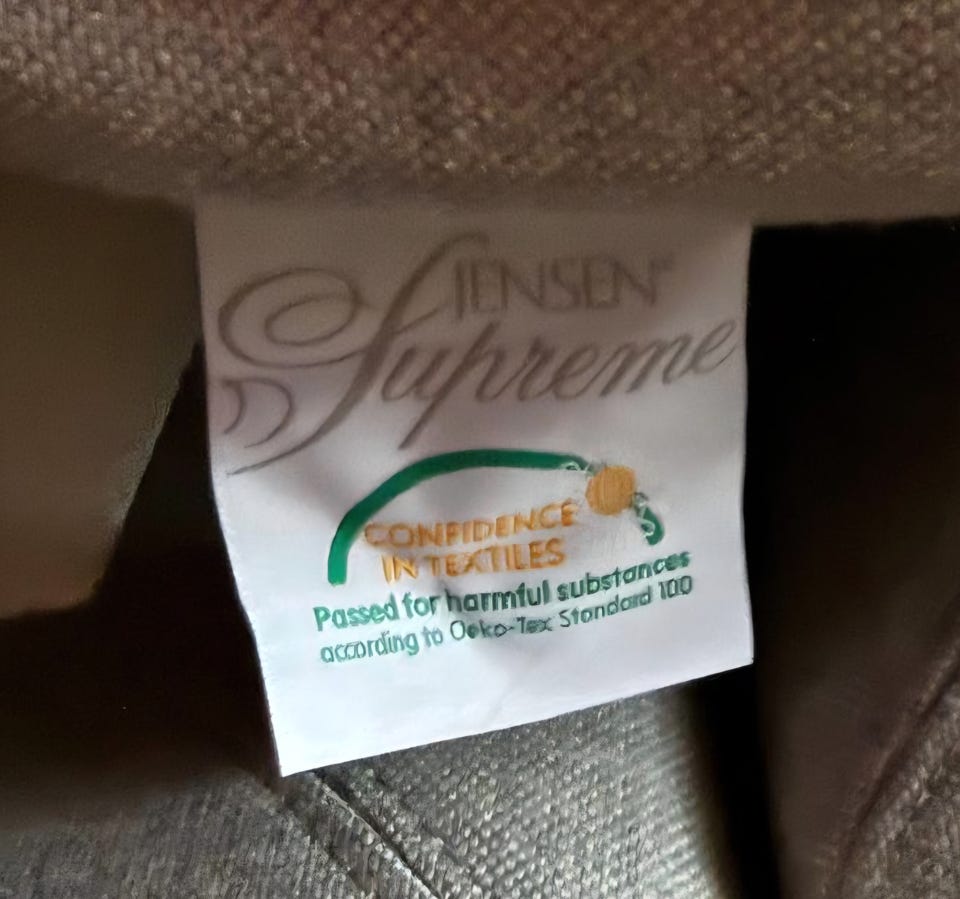 JENSEN®
Supreme
CONFIDENCE
IN TEXTILES
Passed for harmful substances
according to Oeko-Tex Standard 100